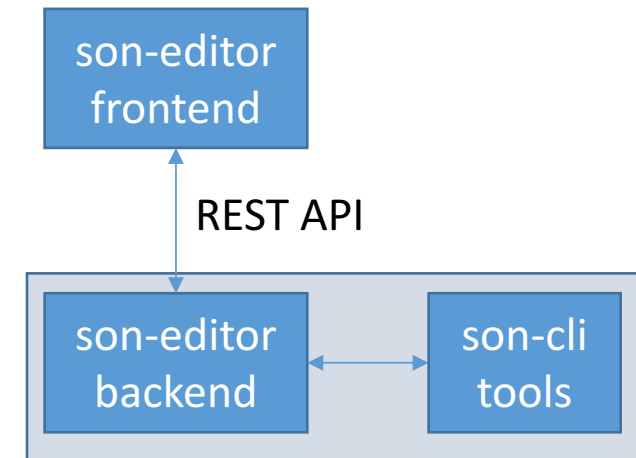 son-editor
frontend
REST API
son-editor
backend
son-cli
tools